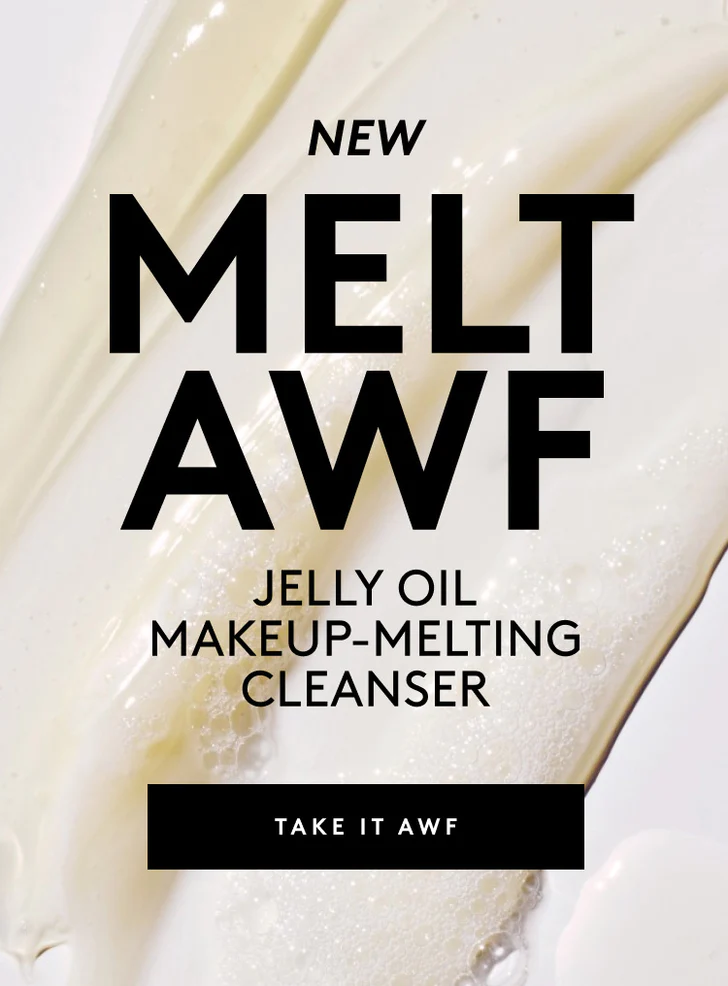 NEW
MELT
AWF
JELLY OIL
MAKEUP-MELTING
CLEANSER
TAKE IT AWF